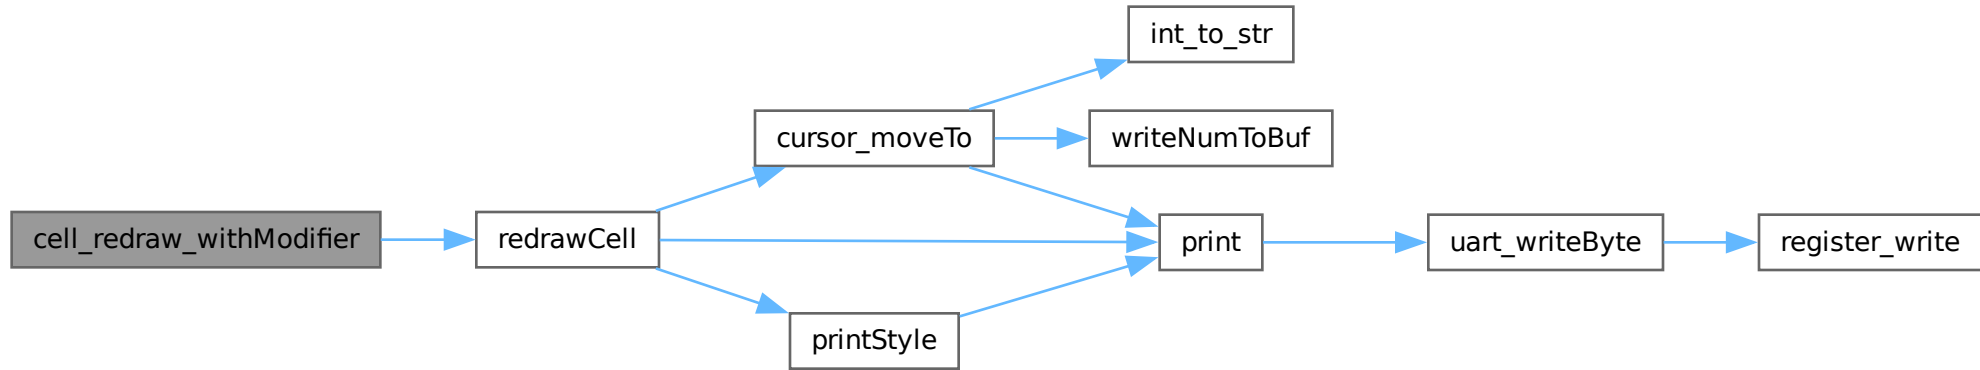 int_to_str
cursor_moveTo
writeNumToBuf
cell_redraw_withModifier
redrawCell
print
uart_writeByte
register_write
printStyle